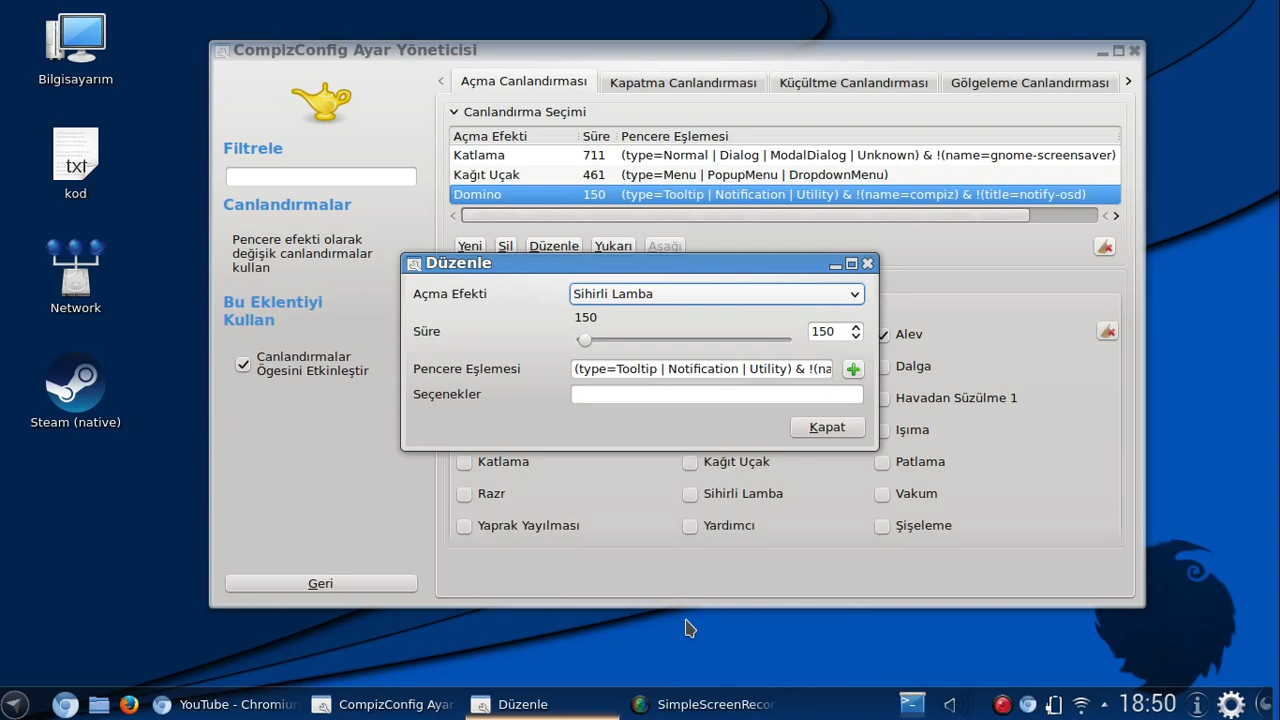 Bilgisayarım
txt
kod
Network
Steam (native)
CompizConfig Ayar Yöneticisi
Filtrele
Canlandırmalar
Pencere efekti olarak
değişik canlandırmalar
kullan
Bu Eklentiyi
Kullan
Canlandırmalar
Ögesini Etkinleştir
Geri
Açma Canlandırması
Kapatma Canlandırması
Küçültme Canlandırması
Gölgeleme Canlandırması
Canlandırma Seçimi
Açma Efekti Süre Pencere Eşlemesi
Katlama 711 (type=Normal | Dialog | ModalDialog | Unknown) & !(name=gnome-screensaver)
Kağıt Uçak 461 (type=Menu | PopupMenu | DropdownMenu)
Domino 150 (type=Tooltip | Notification | Utility) & !(name=compiz) & !(title=notify-osd)
Yeni Sil Düzenle Yukarı Aşağı
Düzenle
Açma Efekti Sihirli Lamba
150
Süre 150
Pencere Eşlemesi (type=Tooltip | Notification | Utility) & !(na
Seçenekler
Kapat
Alev
Dalga
Havadan Süzülme 1
Işıma
Katlama Kağıt Uçak Patlama
Razr Sihirli Lamba Vakum
Yaprak Yayılması Yardımcı Şişeleme
YouTube - Chromium
CompizConfig Ayar
Düzenle
SimpleScreenRecor
18:50